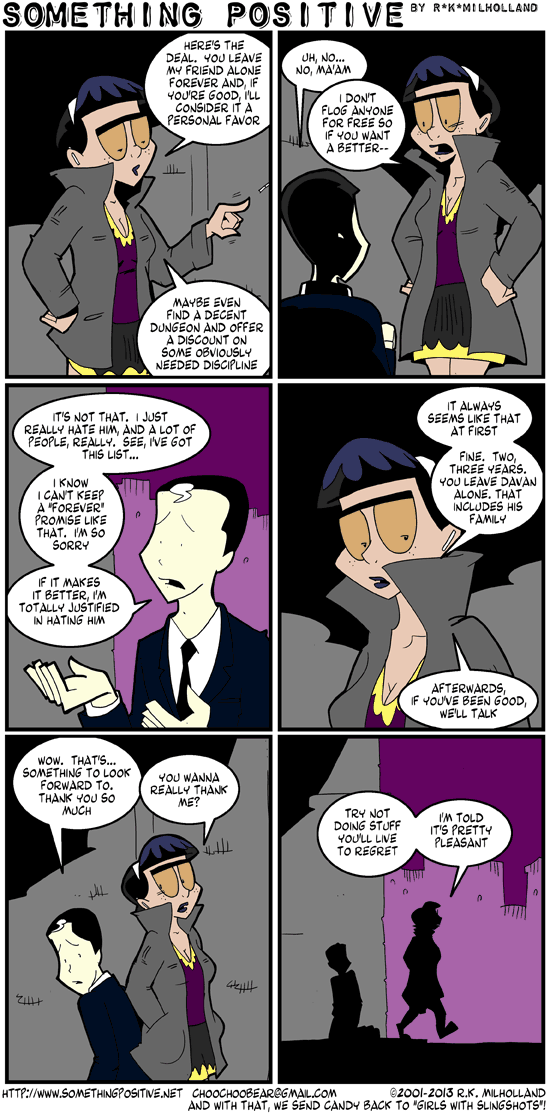 SOMETHING POSITIVE BY R*K*MILHOLLAND
HERE'S THE
DEAL. YOU LEAVE
MY FRIEND ALONE
FOREVER AND, IF
YOU'RE GOOD, I'LL
CONSIDER IT A
PERSONAL FAVOR
MAYBE EVEN
FIND A DECENT
DUNGEON AND OFFER
A DISCOUNT ON
SOME OBVIOUSLY
NEEDED DISCIPLINE
UH, NO...
NO, MA'AM
I DON'T
FLOG ANYONE
FOR FREE SO
IF YOU WANT
A BETTER--
IT'S NOT THAT. I JUST
REALLY HATE HIM, AND A LOT OF
PEOPLE, REALLY. SEE, I'VE GOT
THIS LIST...
I KNOW
I CAN'T KEEP
A "FOREVER"
PROMISE LIKE
THAT. I'M SO
SORRY
IF IT MAKES
IT BETTER, I'M
TOTALLY JUSTIFIED
IN HATING HIM
IT ALWAYS
SEEMS LIKE THAT
AT FIRST
FINE. TWO,
THREE YEARS.
YOU LEAVE DAVAN
ALONE. THAT
INCLUDES HIS
FAMILY
AFTERWARDS,
IF YOU'VE BEEN GOOD,
WE'LL TALK
WOW. THAT'S...
SOMETHING TO LOOK
FORWARD TO.
THANK YOU SO
MUCH
YOU WANNA
REALLY THANK
ME?
TRY NOT
DOING STUFF
YOU'LL LIVE
TO REGRET
I'M TOLD
IT'S PRETTY
PLEASANT
HTTP://WWW.SOMETHINGPOSITIVE.NET CHOOCHOOBEAR@GMAIL.COM ©2001-2013 R.K. MILHOLLAND
AND WITH THAT, WE SEND CANDY BACK TO "GIRLS WITH SLINGSHOTS"!